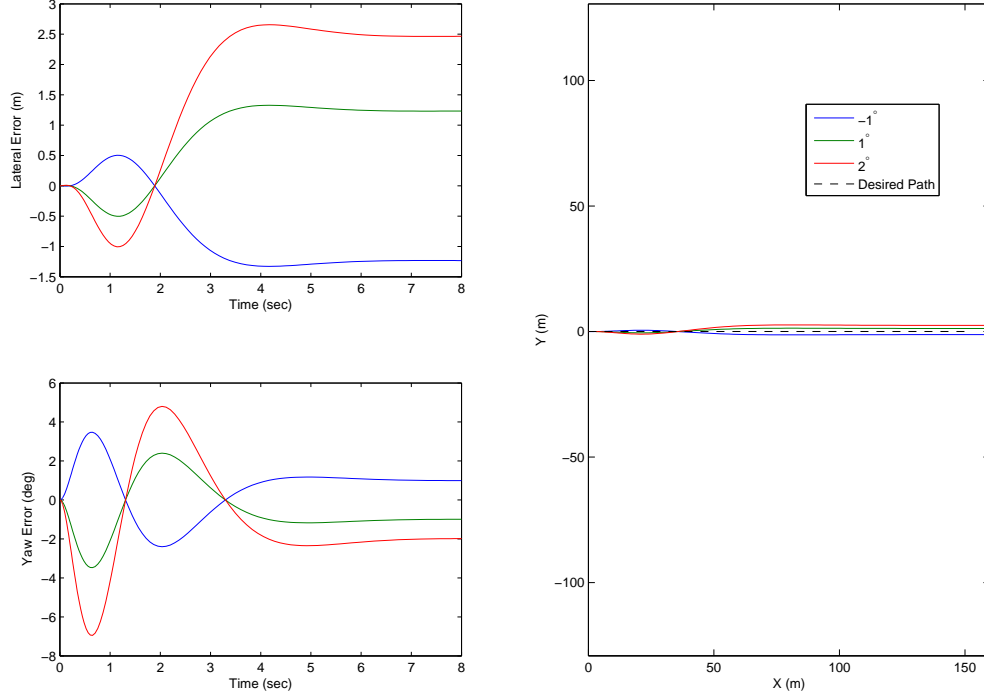 3
2.5
2
1.5
1
0.5
0
−0.5
−1
−1.5
Lateral Error (m)
0 1 2 3 4 5 6 7 8
Time (sec)
6
4
2
0
−2
−4
−6
−8
Yaw Error (deg)
0 1 2 3 4 5 6 7 8
Time (sec)
100
50
0
−50
−100
Y (m)
0 50 100 150
X (m)
−1°
1°
2°
Desired Path